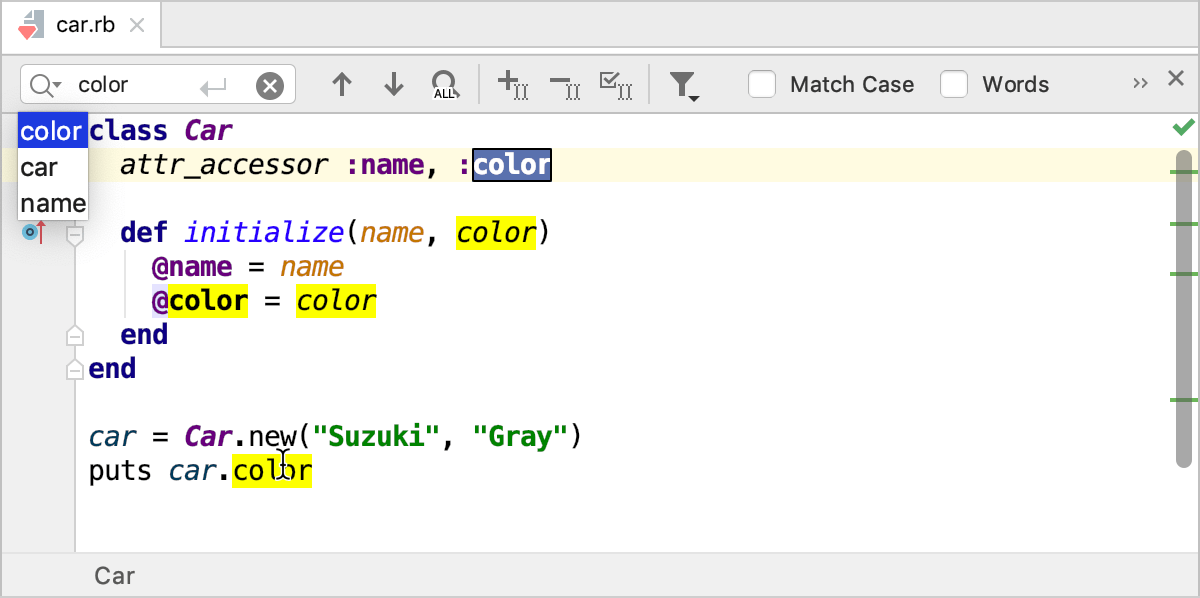 car.rb
color ALL Match Case Words
color
car
name
class Car
attr_accessor :name, :color
def initialize(name, color)
@name = name
@color = color
end
end
car = Car.new("Suzuki", "Gray")
puts car.color
Car